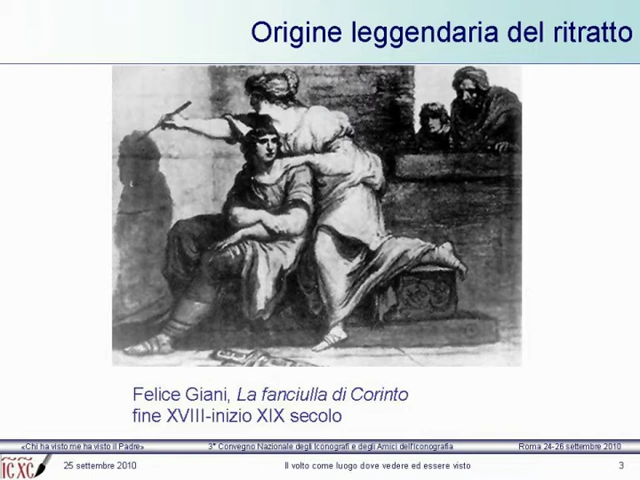 Origine leggendaria del ritratto
Felice Giani, La fanciulla di Corinto
fine XVIII-inizio XIX secolo
«Chi ha visto me ha visto il Padre» 3° Convegno Nazionale degli Iconografi e degli Amici dell'Iconografia Roma 24-26 settembre 2010
IC XC
25 settembre 2010 Il volto come luogo dove vedere ed essere visto 3